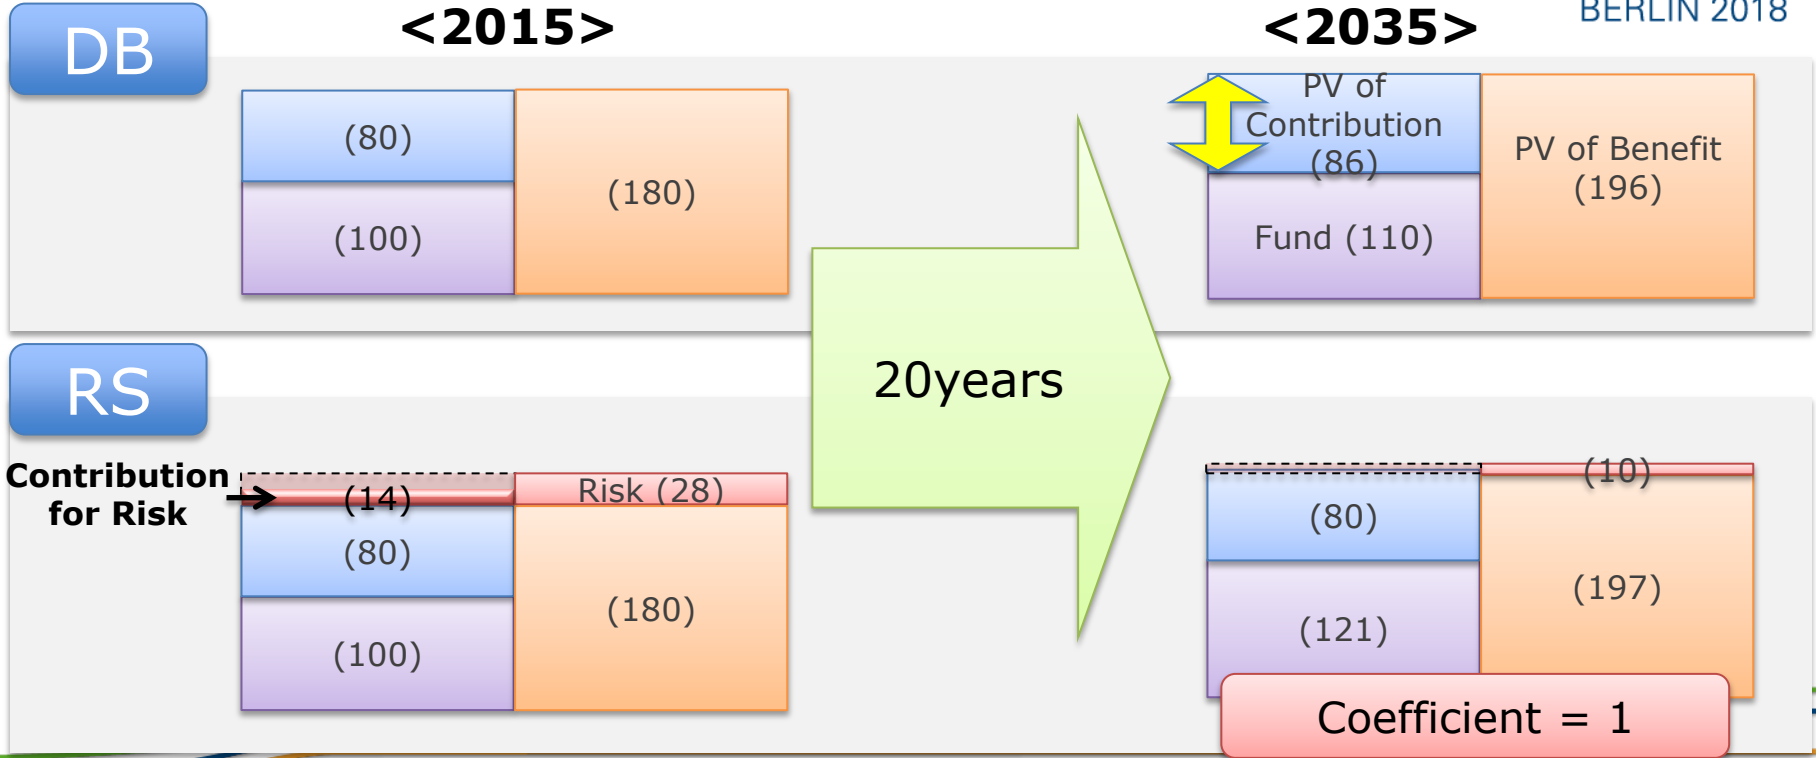 BERLIN 2018
<2015>
<2035>
DB
(80)
(100)
(180)
PV of
Contribution
(86)
Fund (110)
PV of Benefit
(196)
20years
RS
Contribution
for Risk
(14)
(80)
(100)
Risk (28)
(180)
(80)
(121)
(10)
(197)
Coefficient = 1